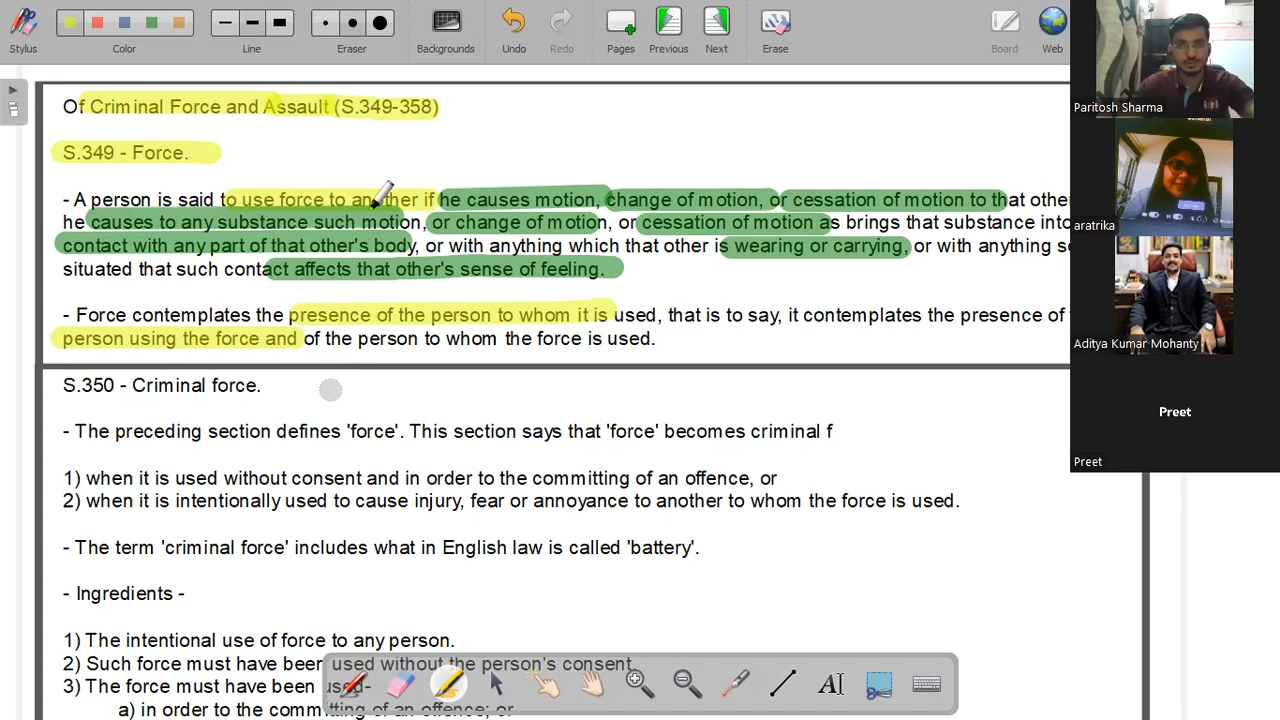 Stylus
Color
Line
Eraser
Backgrounds
Undo
Redo
Pages
Previous
Next
Erase
Board
Web
Of Criminal Force and Assault (S.349-358)
S.349 - Force.
- A person is said to use force to another if he causes motion, change of motion, or cessation of motion to that other
he causes to any substance such motion, or change of motion, or cessation of motion as brings that substance into
contact with any part of that other's body, or with anything which that other is wearing or carrying, or with anything so
situated that such contact affects that other's sense of feeling.
- Force contemplates the presence of the person to whom it is used, that is to say, it contemplates the presence of
person using the force and of the person to whom the force is used.
S.350 - Criminal force.
- The preceding section defines 'force'. This section says that 'force' becomes criminal f
1) when it is used without consent and in order to the committing of an offence, or
2) when it is intentionally used to cause injury, fear or annoyance to another to whom the force is used.
- The term 'criminal force' includes what in English law is called 'battery'.
- Ingredients -
1) The intentional use of force to any person.
2) Such force must have been used without the person's consent.
3) The force must have been used-
a) in order to the committing of an offence; or
Paritosh Sharma
aratrika
Aditya Kumar Mohanty
Preet
Preet